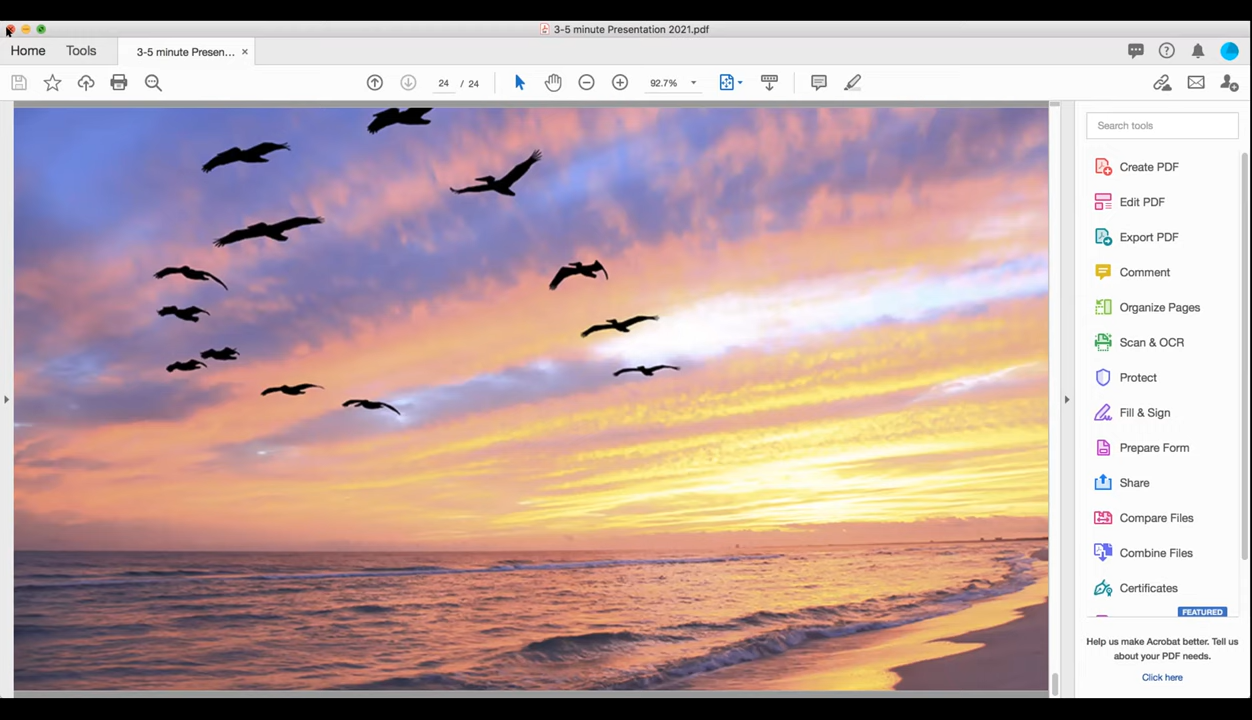 3-5 minute Presentation 2021.pdf
Home Tools 3-5 minute Presen... ×
24 / 24 92.7%
Search tools
Create PDF
Edit PDF
Export PDF
Comment
Organize Pages
Scan & OCR
Protect
Fill & Sign
Prepare Form
Share
Compare Files
Combine Files
Certificates
FEATURED
Help us make Acrobat better. Tell us
about your PDF needs.
Click here